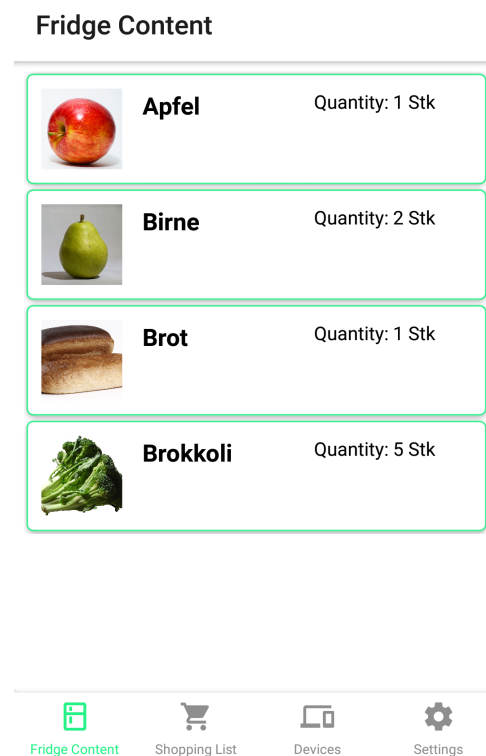 Fridge Content
Apfel Quantity: 1 Stk
Birne Quantity: 2 Stk
Brot Quantity: 1 Stk
Brokkoli Quantity: 5 Stk
Fridge Content Shopping List Devices Settings